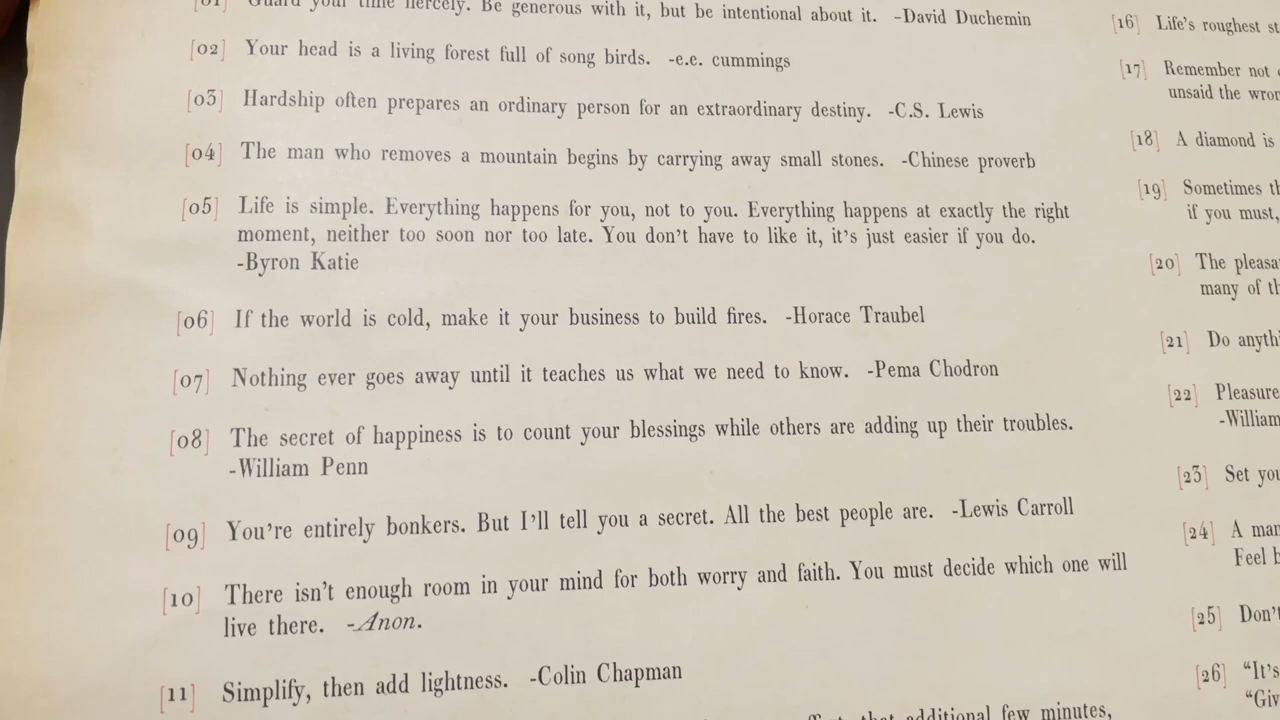 [01] Guard your time fiercely. Be generous with it, but be intentional about it. -David Duchemin
[02] Your head is a living forest full of song birds. -e.e. cummings
[03] Hardship often prepares an ordinary person for an extraordinary destiny. -C.S. Lewis
[04] The man who removes a mountain begins by carrying away small stones. -Chinese proverb
[05] Life is simple. Everything happens for you, not to you. Everything happens at exactly the right
moment, neither too soon nor too late. You don't have to like it, it's just easier if you do.
-Byron Katie
[06] If the world is cold, make it your business to build fires. -Horace Traubel
[07] Nothing ever goes away until it teaches us what we need to know. -Pema Chodron
[08] The secret of happiness is to count your blessings while others are adding up their troubles.
-William Penn
[09] You're entirely bonkers. But I'll tell you a secret. All the best people are. -Lewis Carroll
[10] There isn't enough room in your mind for both worry and faith. You must decide which one will
live there. -Anon.
[11] Simplify, then add lightness. -Colin Chapman
that additional few minutes,
[16] Life's roughest
[17] Remember not
unsaid the
[18] A diamond is
[19] Sometimes
if you must,
[20] The
many of
[21] Do
[22] Pleasure
-William
[23] Set
[24] A
Feel
[25]
[26] "It's